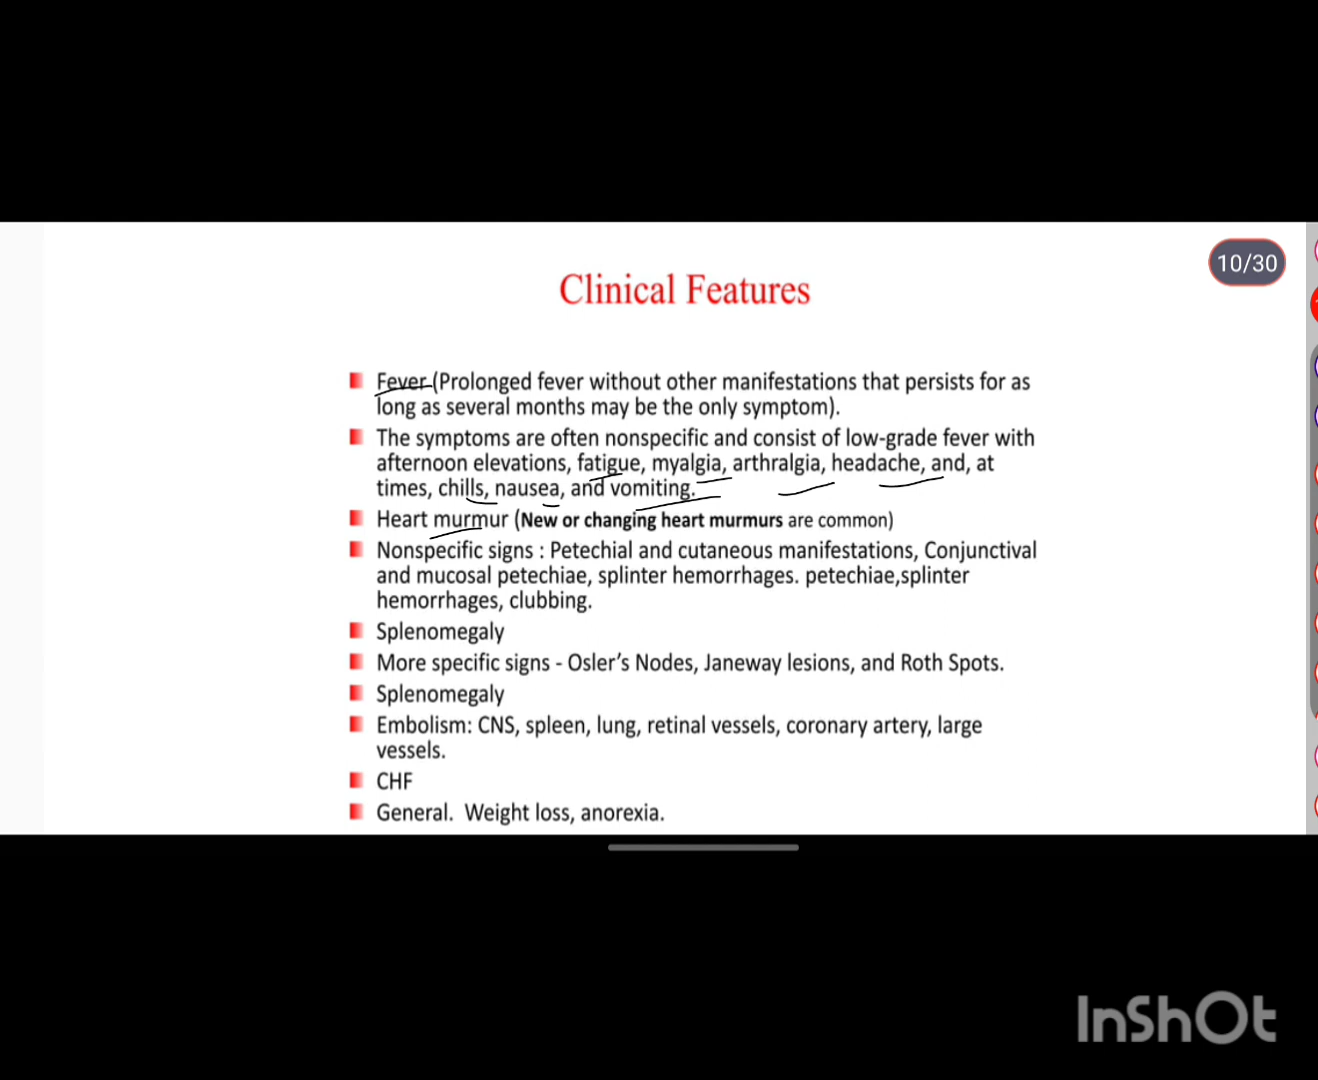 10/30
Clinical Features
Fever (Prolonged fever without other manifestations that persists for as
long as several months may be the only symptom).
The symptoms are often nonspecific and consist of low-grade fever with
afternoon elevations, fatigue, myalgia, arthralgia, headache, and, at
times, chills, nausea, and vomiting.
Heart murmur (New or changing heart murmurs are common)
Nonspecific signs : Petechial and cutaneous manifestations, Conjunctival
and mucosal petechiae, splinter hemorrhages. petechiae,splinter
hemorrhages, clubbing.
Splenomegaly
More specific signs - Osler’s Nodes, Janeway lesions, and Roth Spots.
Splenomegaly
Embolism: CNS, spleen, lung, retinal vessels, coronary artery, large
vessels.
CHF
General.  Weight loss, anorexia.
InShOt